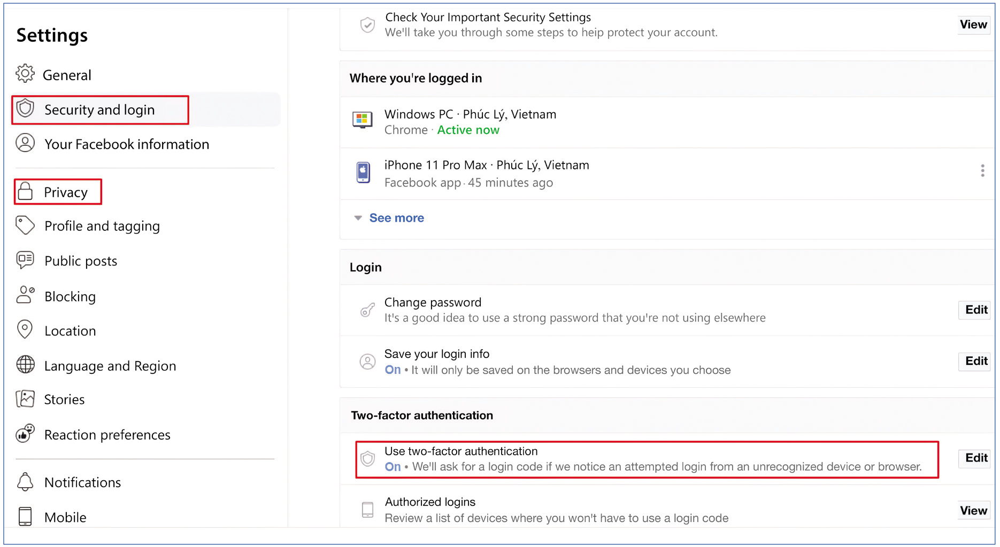 Settings
General
Security and login
Your Facebook information
Privacy
Profile and tagging
Public posts
Blocking
Location
Language and Region
Stories
Reaction preferences
Notifications
Mobile
Check Your Important Security Settings
We'll take you through some steps to help protect your account.
View
Where you're logged in
Windows PC · Phúc Lý, Vietnam
Chrome · Active now
iPhone 11 Pro Max · Phúc Lý, Vietnam
Facebook app · 45 minutes ago
See more
Login
Change password
It's a good idea to use a strong password that you're not using elsewhere
Edit
Save your login info
On • It will only be saved on the browsers and devices you choose
Edit
Two-factor authentication
Use two-factor authentication
On • We'll ask for a login code if we notice an attempted login from an unrecognized device or browser.
Edit
Authorized logins
Review a list of devices where you won't have to use a login code
View